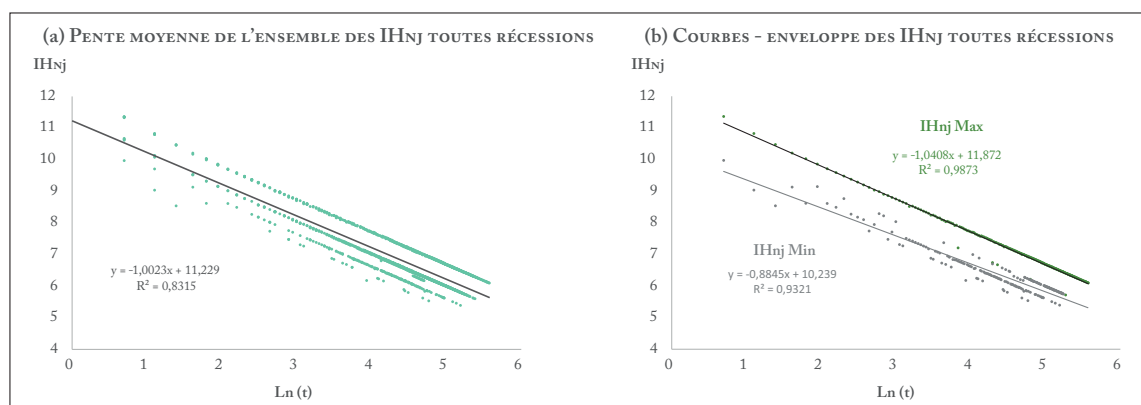 (a) Pente moyenne de l'ensemble des IHnj toutes récessions
IHnj
12
11
10
9
8
7
6
5
4
y = -1,0023x + 11,229
R² = 0,8315
0 1 2 3 4 5 6
Ln (t)
(b) Courbes - enveloppe des IHnj toutes récessions
IHnj
12
11
10
9
8
7
6
5
4
IHnj Max
y = -1,0408x + 11,872
R² = 0,9873
IHnj Min
y = -0,8845x + 10,239
R² = 0,9321
0 1 2 3 4 5 6
Ln (t)